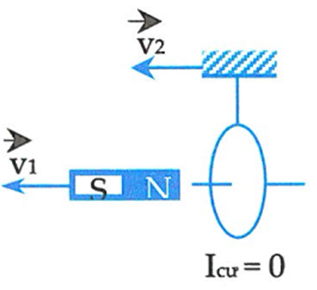 v2
v1
S N
Icư = 0